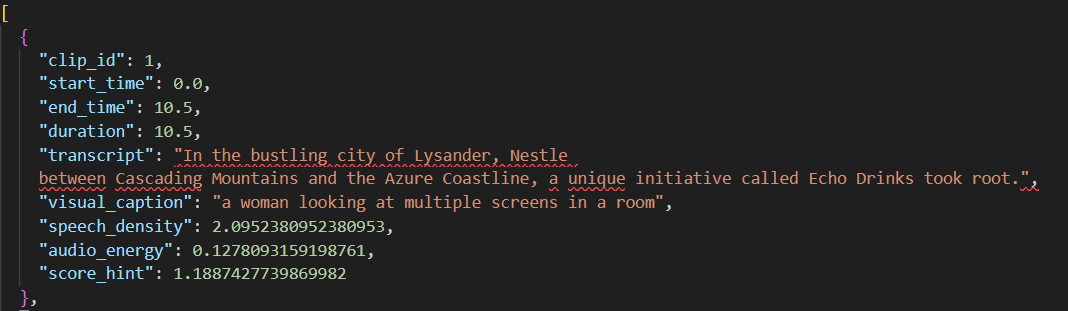 [
{
"clip_id": 1,
"start_time": 0.0,
"end_time": 10.5,
"duration": 10.5,
"transcript": "In the bustling city of Lysander, Nestle
between Cascading Mountains and the Azure Coastline, a unique initiative called Echo Drinks took root.",
"visual_caption": "a woman looking at multiple screens in a room",
"speech_density": 2.0952380952380953,
"audio_energy": 0.1278093159198761,
"score_hint": 1.1887427739869982
},